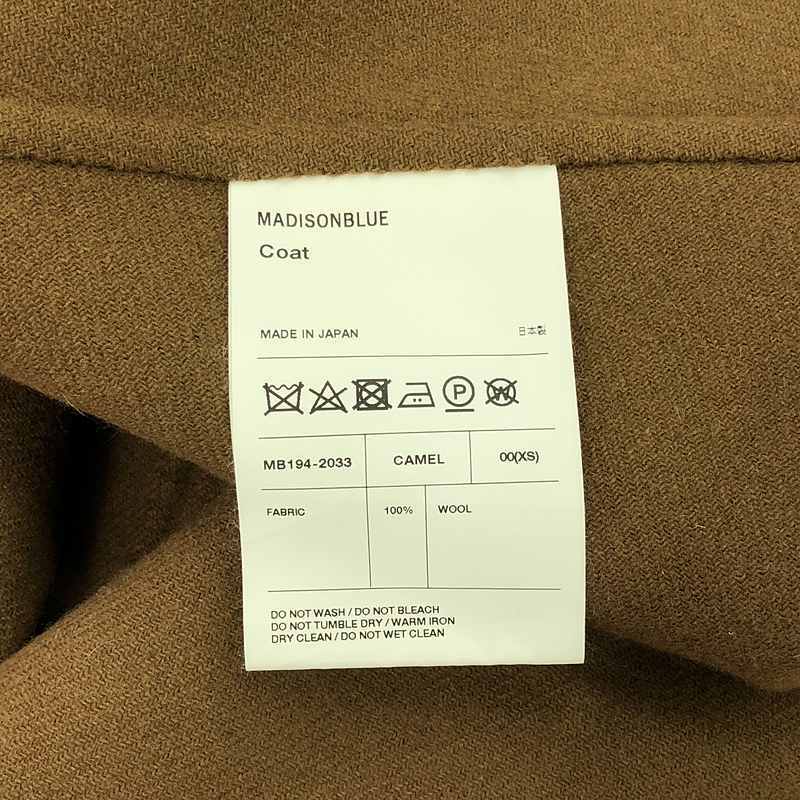 MADISONBLUE
Coat
MADE IN JAPAN 日本製
P W
MB194-2033 CAMEL 00(XS)
FABRIC 100% WOOL
DO NOT WASH / DO NOT BLEACH
DO NOT TUMBLE DRY / WARM IRON
DRY CLEAN / DO NOT WET CLEAN